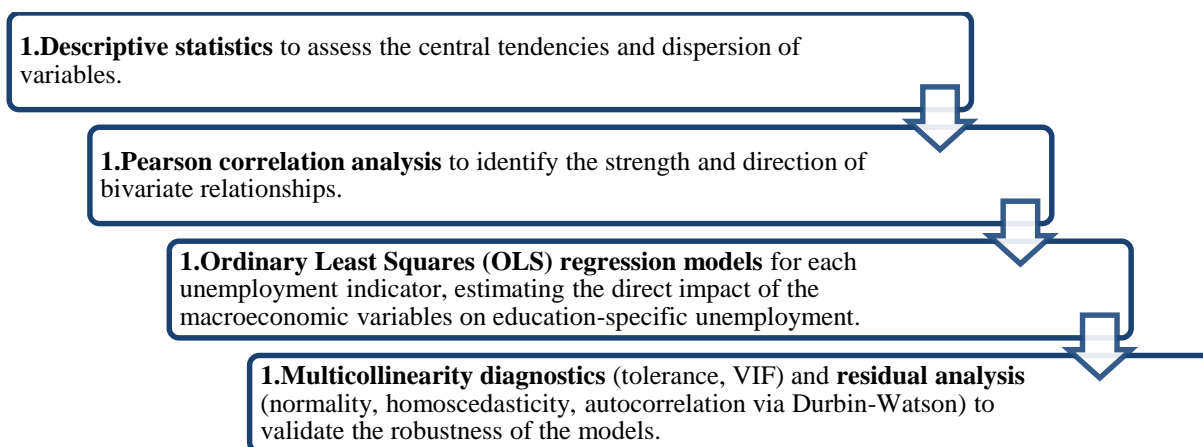 1.Descriptive statistics to assess the central tendencies and dispersion of
variables.
1.Pearson correlation analysis to identify the strength and direction of
bivariate relationships.
1.Ordinary Least Squares (OLS) regression models for each
unemployment indicator, estimating the direct impact of the
macroeconomic variables on education-specific unemployment.
1.Multicollinearity diagnostics (tolerance, VIF) and residual analysis
(normality, homoscedasticity, autocorrelation via Durbin-Watson) to
validate the robustness of the models.